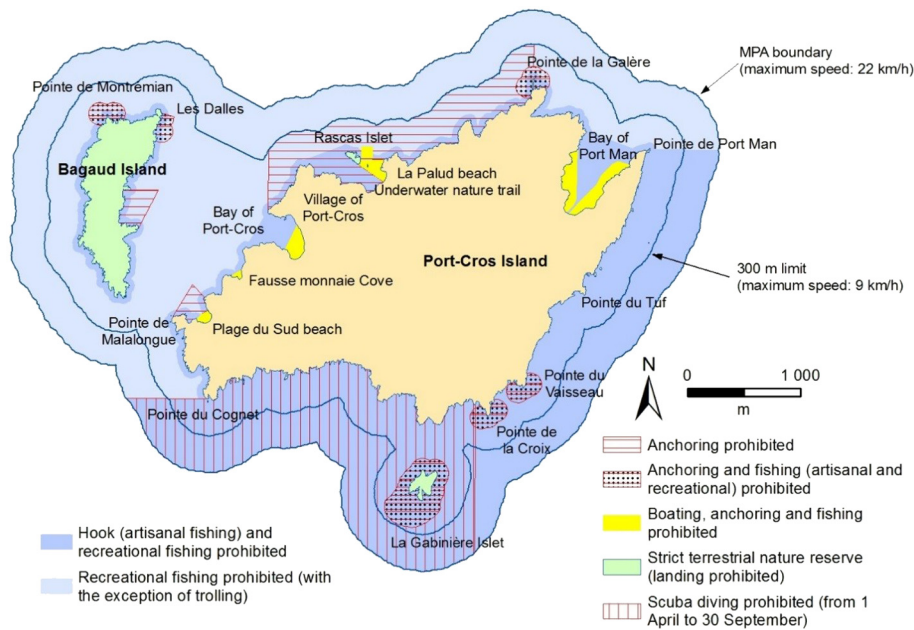 Pointe de la Galère
MPA boundary
(maximum speed: 22 km/h)
Pointe de Montrémian
Les Dalles
Rascas Islet
Bay of
Port Man
Pointe de Port Man
Bagaud Island
La Palud beach
Underwater nature trail
Village of
Port-Cros
Bay of
Port-Cros
Port-Cros Island
300 m limit
(maximum speed: 9 km/h)
Fausse monnaie Cove
Pointe du Tuf
Pointe de
Malalongue
Plage du Sud beach
N
0 1 000
m
Pointe du
Vaisseau
Pointe du Cognet
Pointe de
la Croix
La Gabinière Islet
Anchoring prohibited
Anchoring and fishing (artisanal and
recreational) prohibited
Boating, anchoring and fishing
prohibited
Strict terrestrial nature reserve
(landing prohibited)
Scuba diving prohibited (from 1
April to 30 September)
Hook (artisanal fishing) and
recreational fishing prohibited
Recreational fishing prohibited (with
the exception of trolling)